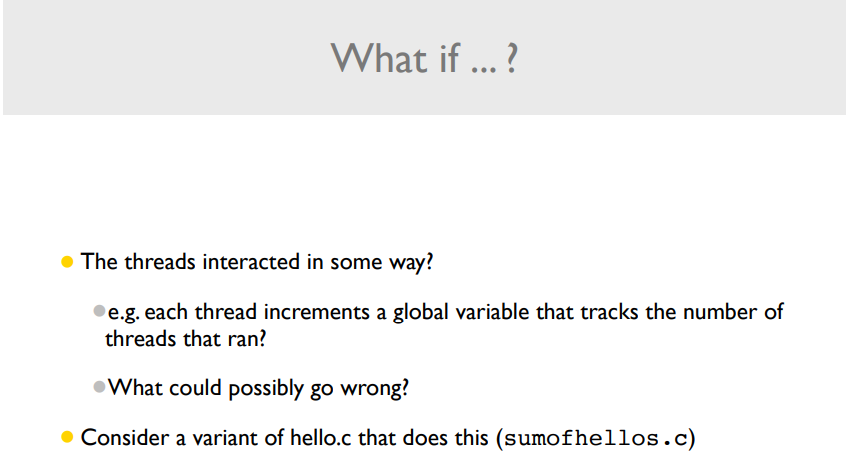 What if ... ?
The threads interacted in some way?
e.g. each thread increments a global variable that tracks the number of
threads that ran?
What could possibly go wrong?
Consider a variant of hello.c that does this (sumofhellos.c)